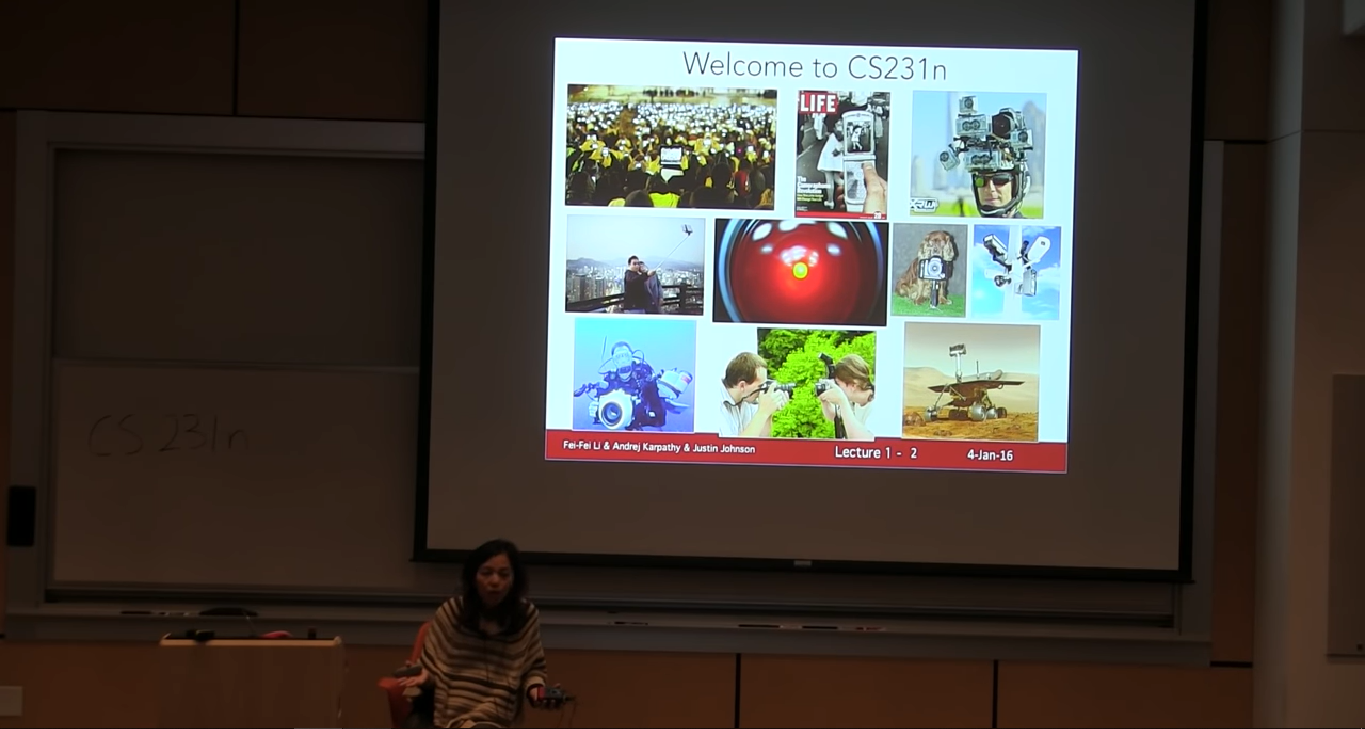 Welcome to CS231n
LIFE
CS 231n
Fei-Fei Li & Andrej Karpathy & Justin Johnson
Lecture 1 - 2
4-Jan-16